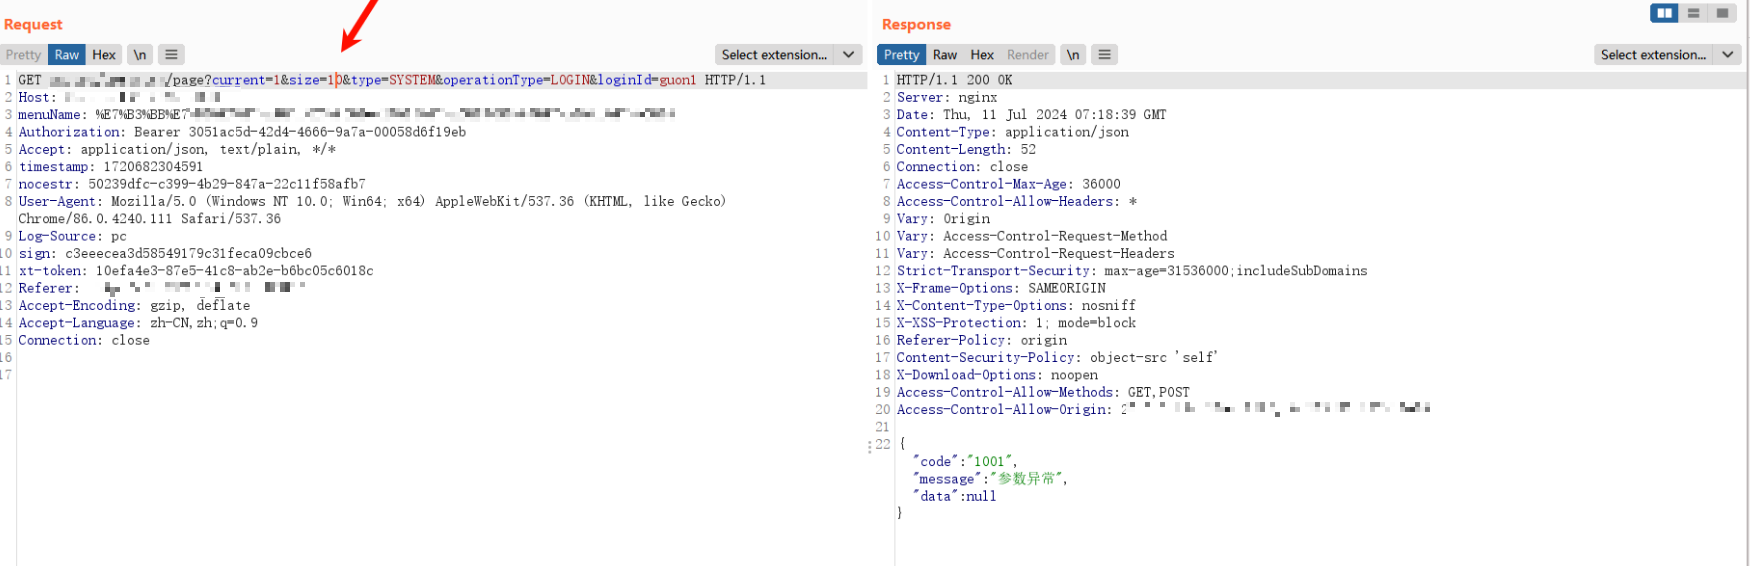 Request
Pretty Raw Hex \n Select extension...
1 GET /page?current=1&size=10&type=SYSTEM&operationType=LOGIN&loginId=guon1 HTTP/1.1
2 Host:
3 menuName: %E7%B3%BB%E7
4 Authorization: Bearer 3051ac5d-42d4-4666-9a7a-00058d6f19eb
5 Accept: application/json, text/plain, */*
6 timestamp: 1720682304591
7 nocestr: 50239dfc-c399-4b29-847a-22c11f58afb7
8 User-Agent: Mozilla/5.0 (Windows NT 10.0; Win64; x64) AppleWebKit/537.36 (KHTML, like Gecko)
Chrome/86.0.4240.111 Safari/537.36
9 Log-Source: pc
10 sign: c3eeecea3d58549179c31feca09cbce6
11 xt-token: 10efa4e3-87e5-41c8-ab2e-b6bc05c6018c
12 Referer:
13 Accept-Encoding: gzip, deflate
14 Accept-Language: zh-CN,zh;q=0.9
15 Connection: close
16
17
Response
Pretty Raw Hex Render \n Select extension...
1 HTTP/1.1 200 OK
2 Server: nginx
3 Date: Thu, 11 Jul 2024 07:18:39 GMT
4 Content-Type: application/json
5 Content-Length: 52
6 Connection: close
7 Access-Control-Max-Age: 36000
8 Access-Control-Allow-Headers: *
9 Vary: Origin
10 Vary: Access-Control-Request-Method
11 Vary: Access-Control-Request-Headers
12 Strict-Transport-Security: max-age=31536000;includeSubDomains
13 X-Frame-Options: SAMEORIGIN
14 X-Content-Type-Options: nosniff
15 X-XSS-Protection: 1; mode=block
16 Referer-Policy: origin
17 Content-Security-Policy: object-src 'self'
18 X-Download-Options: noopen
19 Access-Control-Allow-Methods: GET,POST
20 Access-Control-Allow-Origin:
21
22 {
"code":"1001",
"message":"参数异常",
"data":null
}